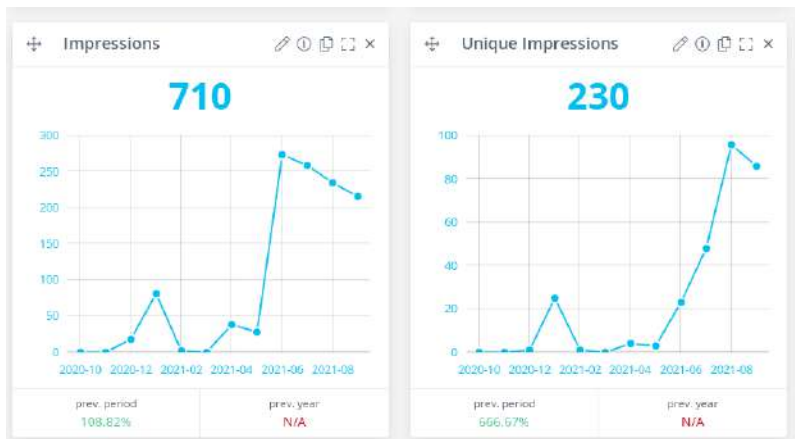 Impressions
710
300
250
200
150
100
50
0
2020-10 2020-12 2021-02 2021-04 2021-06 2021-08
prev. period
108.82%
prev. year
N/A
Unique Impressions
230
100
80
60
40
20
0
2020-10 2020-12 2021-02 2021-04 2021-06 2021-08
prev. period
666.67%
prev. year
N/A